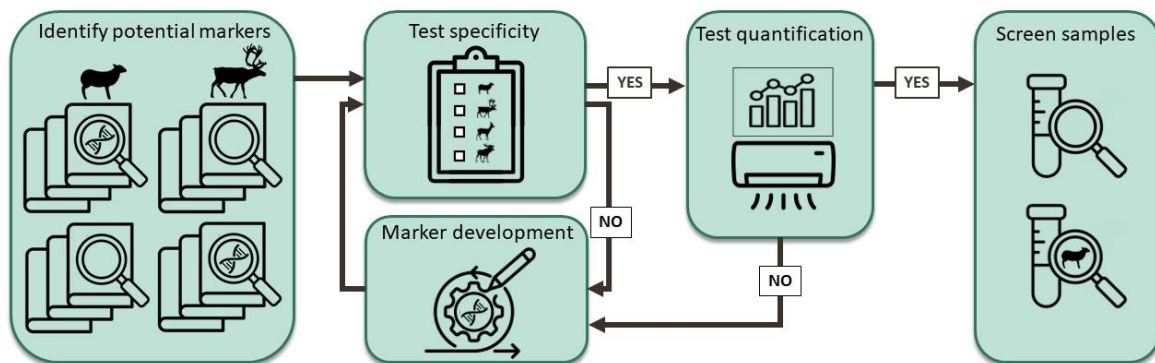 Identify potential markers
Test specificity
YES
Test quantification
YES
Screen samples
NO
Marker development
NO